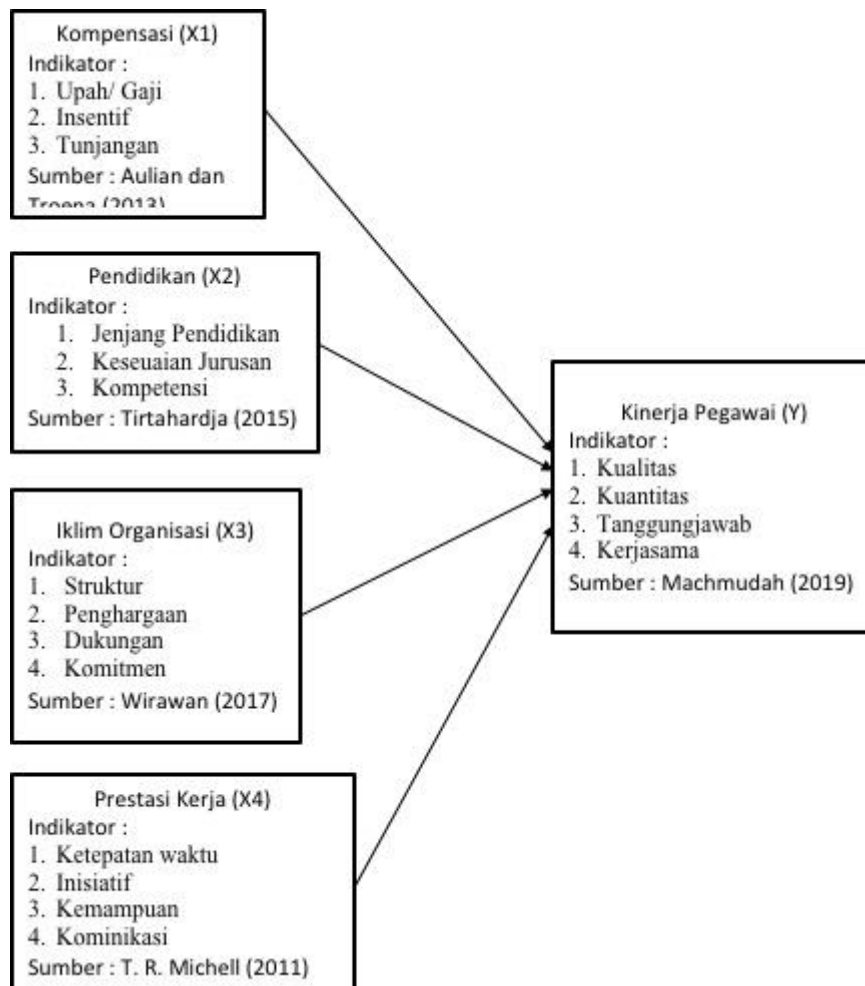 Kompensasi (X1)
Indikator :
1. Upah/ Gaji
2. Insentif
3. Tunjangan
Sumber : Aulian dan
Troena (2013)
Pendidikan (X2)
Indikator :
1. Jenjang Pendidikan
2. Keseuaian Jurusan
3. Kompetensi
Sumber : Tirtahardja (2015)
Iklim Organisasi (X3)
Indikator :
1. Struktur
2. Penghargaan
3. Dukungan
4. Komitmen
Sumber : Wirawan (2017)
Prestasi Kerja (X4)
Indikator :
1. Ketepatan waktu
2. Inisiatif
3. Kemampuan
4. Kominikasi
Sumber : T. R. Michell (2011)
Kinerja Pegawai (Y)
Indikator :
1. Kualitas
2. Kuantitas
3. Tanggungjawab
4. Kerjasama
Sumber : Machmudah (2019)